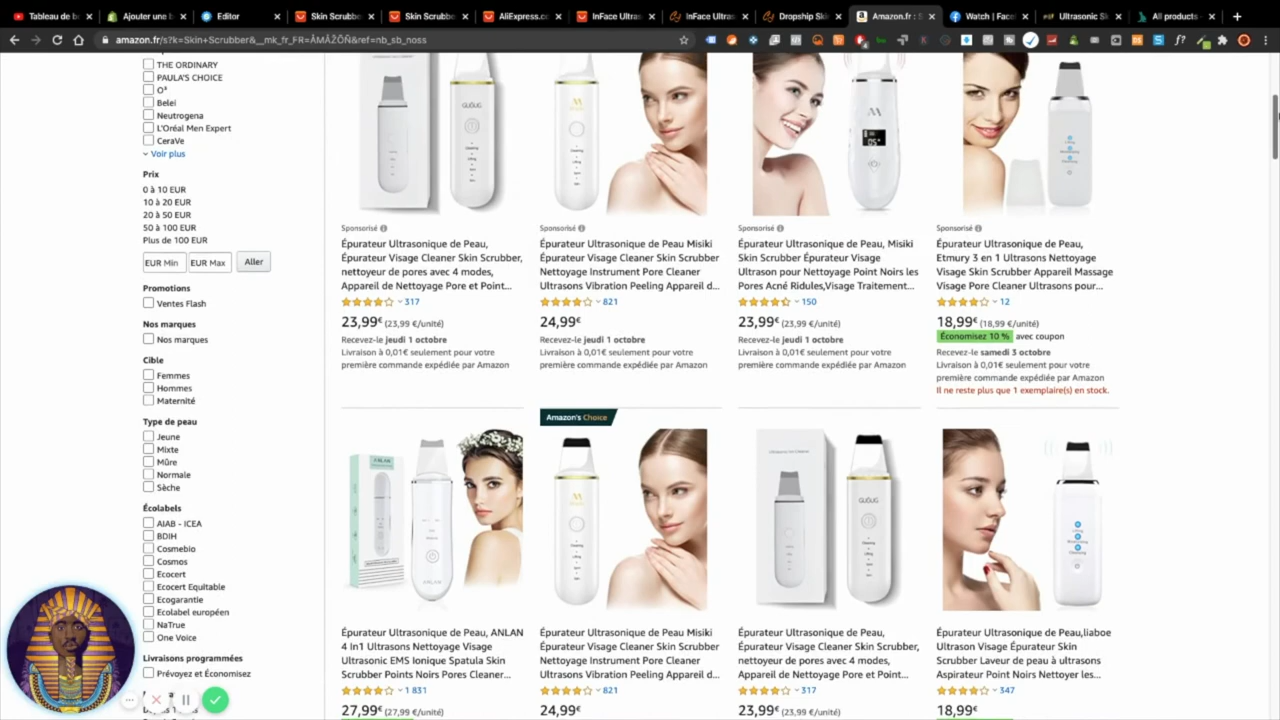 Tableau de b
Ajouter une b
Editor
Skin Scrubbe
Skin Scrubbe
AliExpress.co
InFace Ultras
InFace Ultras
Dropship Ski
Amazon.fr : S
Watch | Face
Ultrasonic Sk
All products
amazon.fr/s?k=Skin+Scrubber&__mk_fr_FR=ÅMÅŽÕÑ&ref=nb_sb_noss
THE ORDINARY
PAULA'S CHOICE
O³
Belei
Neutrogena
L'Oréal Men Expert
CeraVe
Voir plus
Prix
0 à 10 EUR
10 à 20 EUR
20 à 50 EUR
50 à 100 EUR
Plus de 100 EUR
EUR Min EUR Max Aller
Promotions
Ventes Flash
Nos marques
Nos marques
Cible
Femmes
Hommes
Maternité
Type de peau
Jeune
Mixte
Mûre
Normale
Sèche
Écolabels
AIAB - ICEA
BDIH
Cosmebio
Cosmos
Ecocert
Ecocert Equitable
Ecogarantie
Ecolabel européen
NaTrue
One Voice
Livraisons programmées
Prévoyez et Économisez
GUGUG
Sponsorisé
Épurateur Ultrasonique de Peau,
Épurateur Visage Cleaner Skin Scrubber,
nettoyeur de pores avec 4 modes,
Appareil de Nettoyage Pore et Point...
317
23,99€ (23,99 €/unité)
Recevez-le jeudi 1 octobre
Livraison à 0,01€ seulement pour votre
première commande expédiée par Amazon
Sponsorisé
Épurateur Ultrasonique de Peau Misiki
Épurateur Visage Cleaner Skin Scrubber
Nettoyage Instrument Pore Cleaner
Ultrasons Vibration Peeling Appareil d...
821
24,99€
Recevez-le jeudi 1 octobre
Livraison à 0,01€ seulement pour votre
première commande expédiée par Amazon
Sponsorisé
Épurateur Ultrasonique de Peau, Misiki
Skin Scrubber Épurateur Visage
Ultrason pour Nettoyage Point Noirs les
Pores Acné Ridules,Visage Traitement...
150
23,99€ (23,99 €/unité)
Recevez-le jeudi 1 octobre
Livraison à 0,01€ seulement pour votre
première commande expédiée par Amazon
Sponsorisé
Épurateur Ultrasonique de Peau,
Etmury 3 en 1 Ultrasons Nettoyage
Visage Skin Scrubber Appareil Massage
Visage Pore Cleaner Ultrasons pour...
12
18,99€ (18,99 €/unité)
Économisez 10 % avec coupon
Recevez-le samedi 3 octobre
Livraison à 0,01€ seulement pour votre
première commande expédiée par Amazon
Il ne reste plus que 1 exemplaire(s) en stock.
ANLAN
Épurateur Ultrasonique de Peau, ANLAN
4 In1 Ultrasons Nettoyage Visage
Ultrasonic EMS Ionique Spatula Skin
Scrubber Points Noirs Pores Cleaner...
1 831
27,99€ (27,99 €/unité)
Amazon's Choice
Épurateur Ultrasonique de Peau Misiki
Épurateur Visage Cleaner Skin Scrubber
Nettoyage Instrument Pore Cleaner
Ultrasons Vibration Peeling Appareil d...
821
24,99€
GUGUG
Épurateur Ultrasonique de Peau,
Épurateur Visage Cleaner Skin Scrubber,
nettoyeur de pores avec 4 modes,
Appareil de Nettoyage Pore et Point...
317
23,99€ (23,99 €/unité)
Épurateur Ultrasonique de Peau,liaboe
Ultrason Visage Épurateur Skin
Scrubber Laveur de peau à ultrasons
Aspirateur Point Noirs Nettoyer les...
347
18,99€